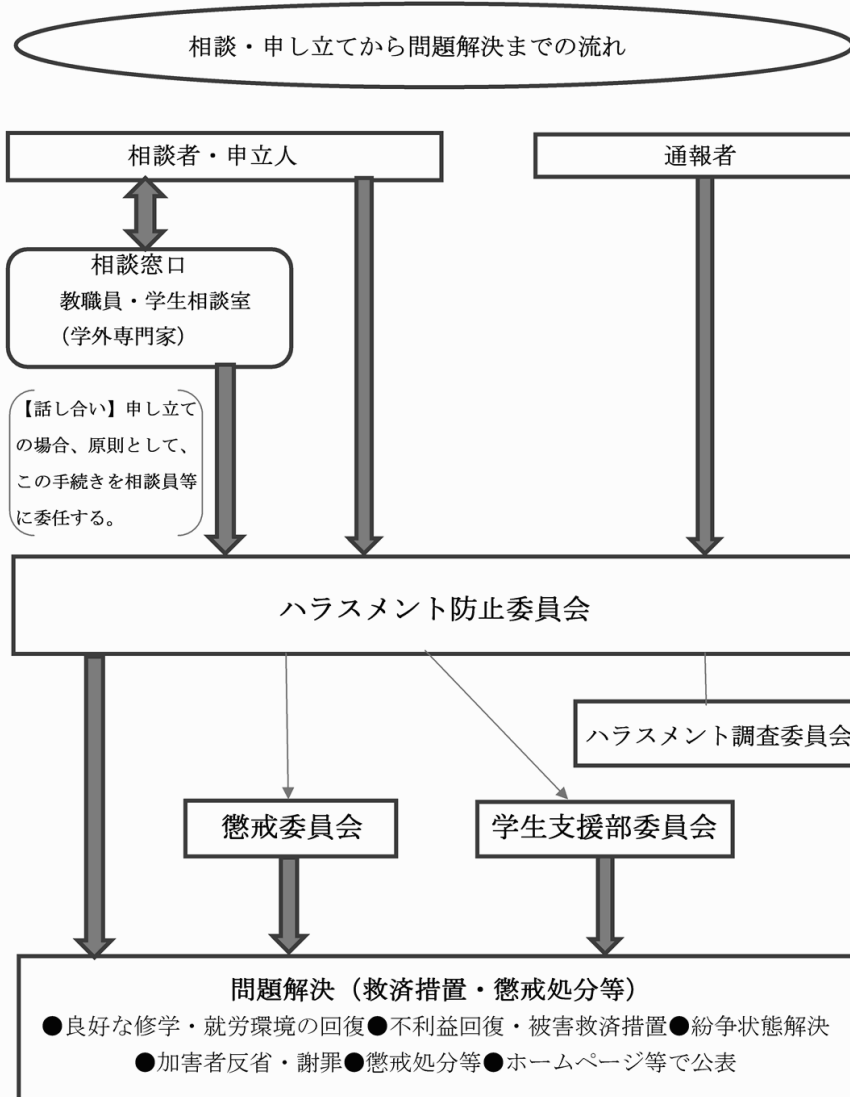 相談・申し立てから問題解決までの流れ
相談者・申立人
通報者
相談窓口
教職員・学生相談室
（学外専門家）
【話し合い】申し立て
の場合、原則として、
この手続きを相談員等
に委任する。
ハラスメント防止委員会
ハラスメント調査委員会
懲戒委員会
学生支援部委員会
問題解決（救済措置・懲戒処分等）
●良好な修学・就労環境の回復●不利益回復・被害救済措置●紛争状態解決
●加害者反省・謝罪●懲戒処分等●ホームページ等で公表